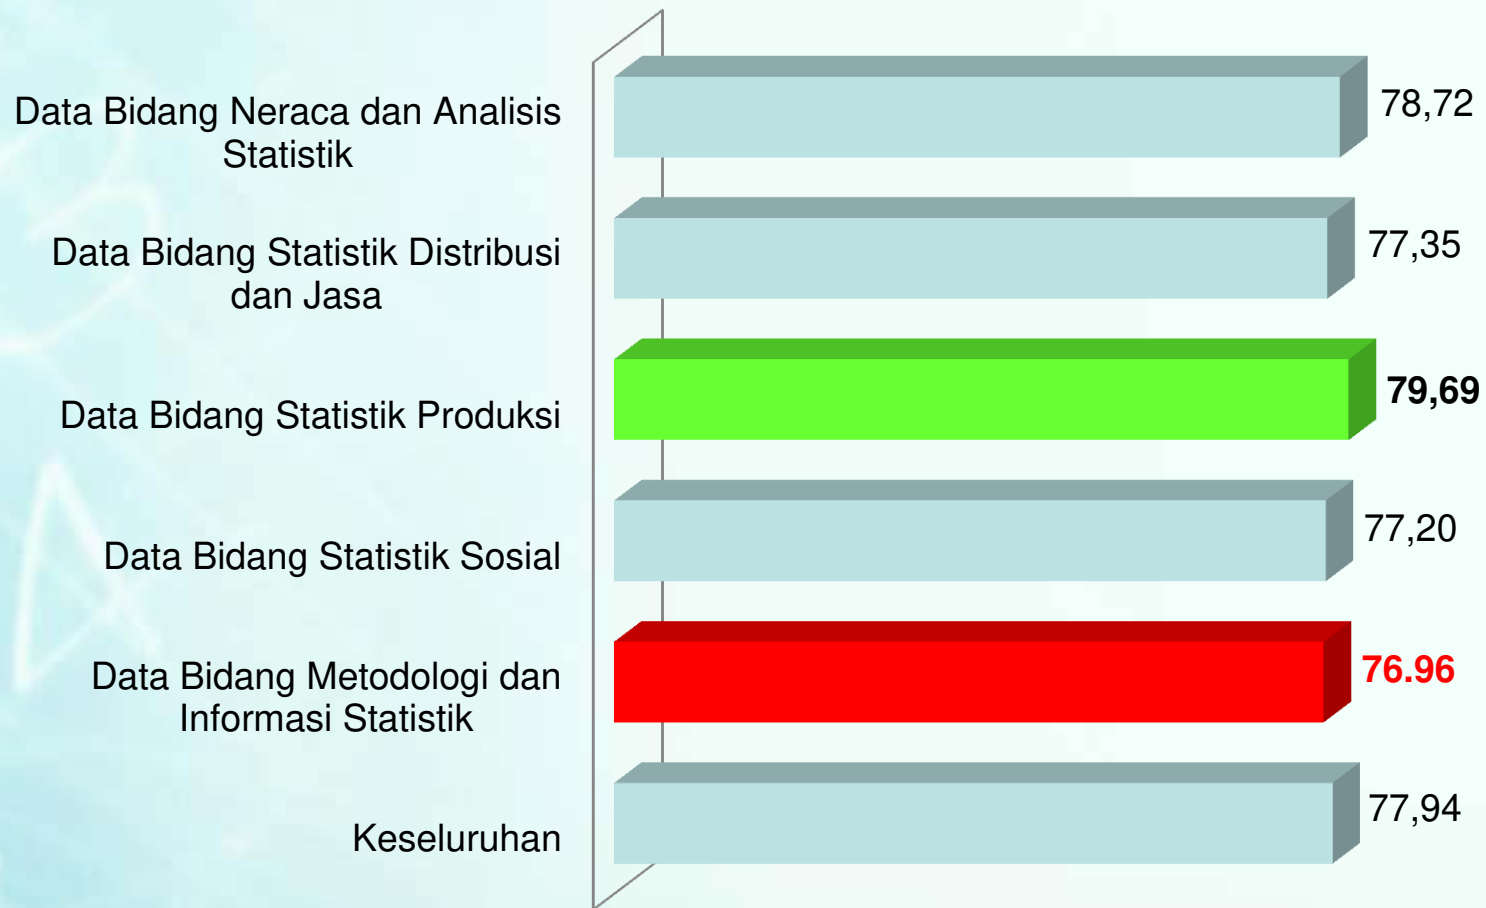 Data Bidang Neraca dan Analisis
Statistik
78,72
Data Bidang Statistik Distribusi
dan Jasa
77,35
Data Bidang Statistik Produksi
79,69
Data Bidang Statistik Sosial
77,20
Data Bidang Metodologi dan
Informasi Statistik
76.96
Keseluruhan
77,94